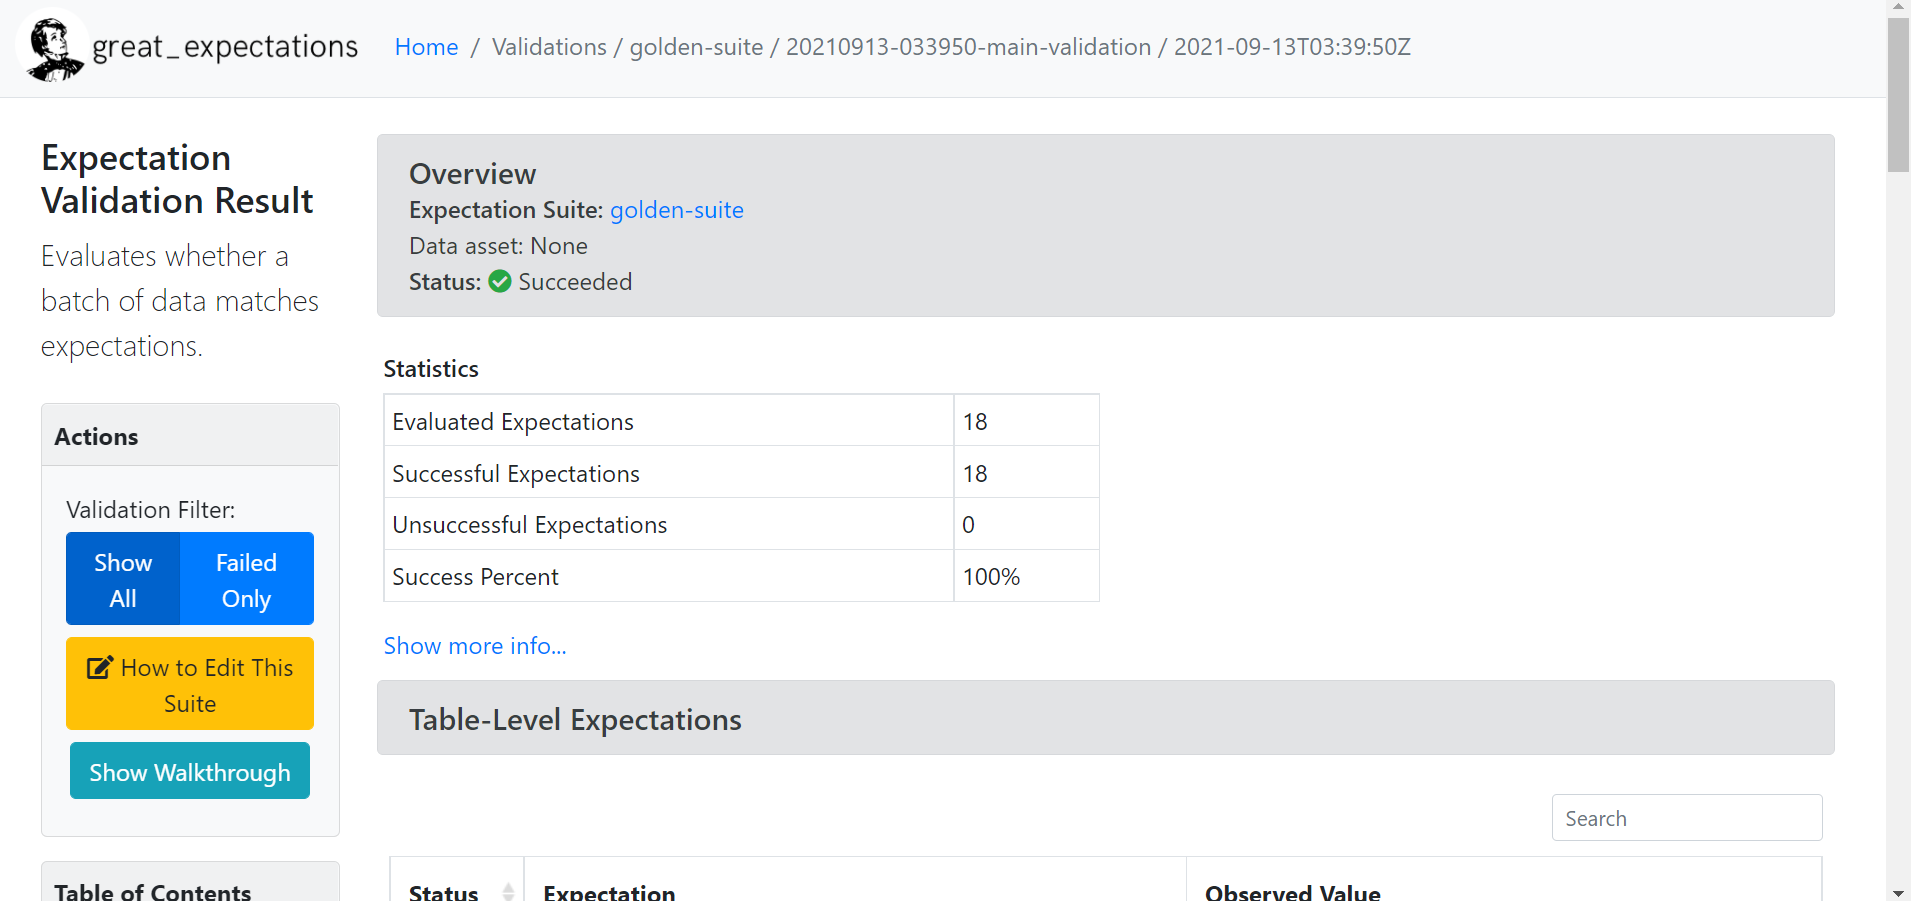 great_expectations
Home / Validations / golden-suite / 20210913-033950-main-validation / 2021-09-13T03:39:50Z
Expectation
Validation Result
Evaluates whether a
batch of data matches
expectations.
Actions
Validation Filter:
Show
All
Failed
Only
How to Edit This
Suite
Show Walkthrough
Table of Contents
Overview
Expectation Suite: golden-suite
Data asset: None
Status: Succeeded
Statistics
Evaluated Expectations 18
Successful Expectations 18
Unsuccessful Expectations 0
Success Percent 100%
Show more info...
Table-Level Expectations
Search
Status Expectation Observed Value